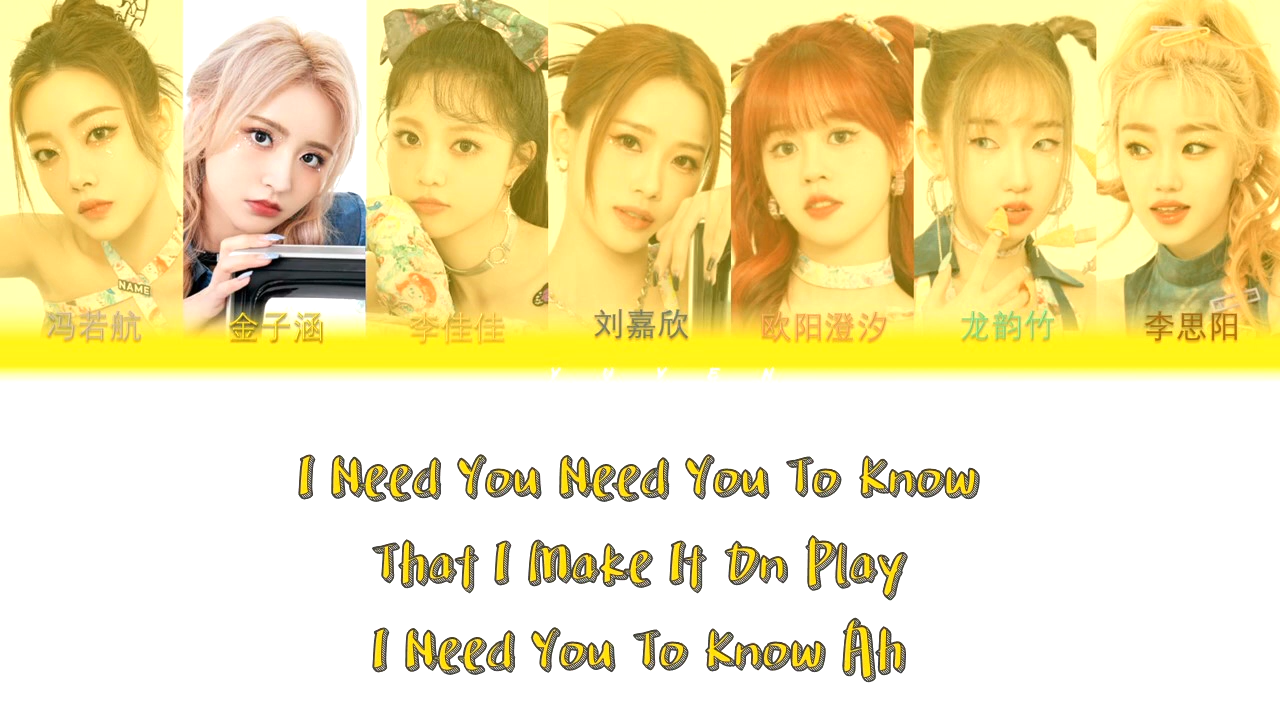 NAME
冯若航 金子涵 李佳佳 刘嘉欣 欧阳澄汐 龙韵竹 李思阳
I Need You Need You To Know
That I Make It On Play
I Need You To Know Ah